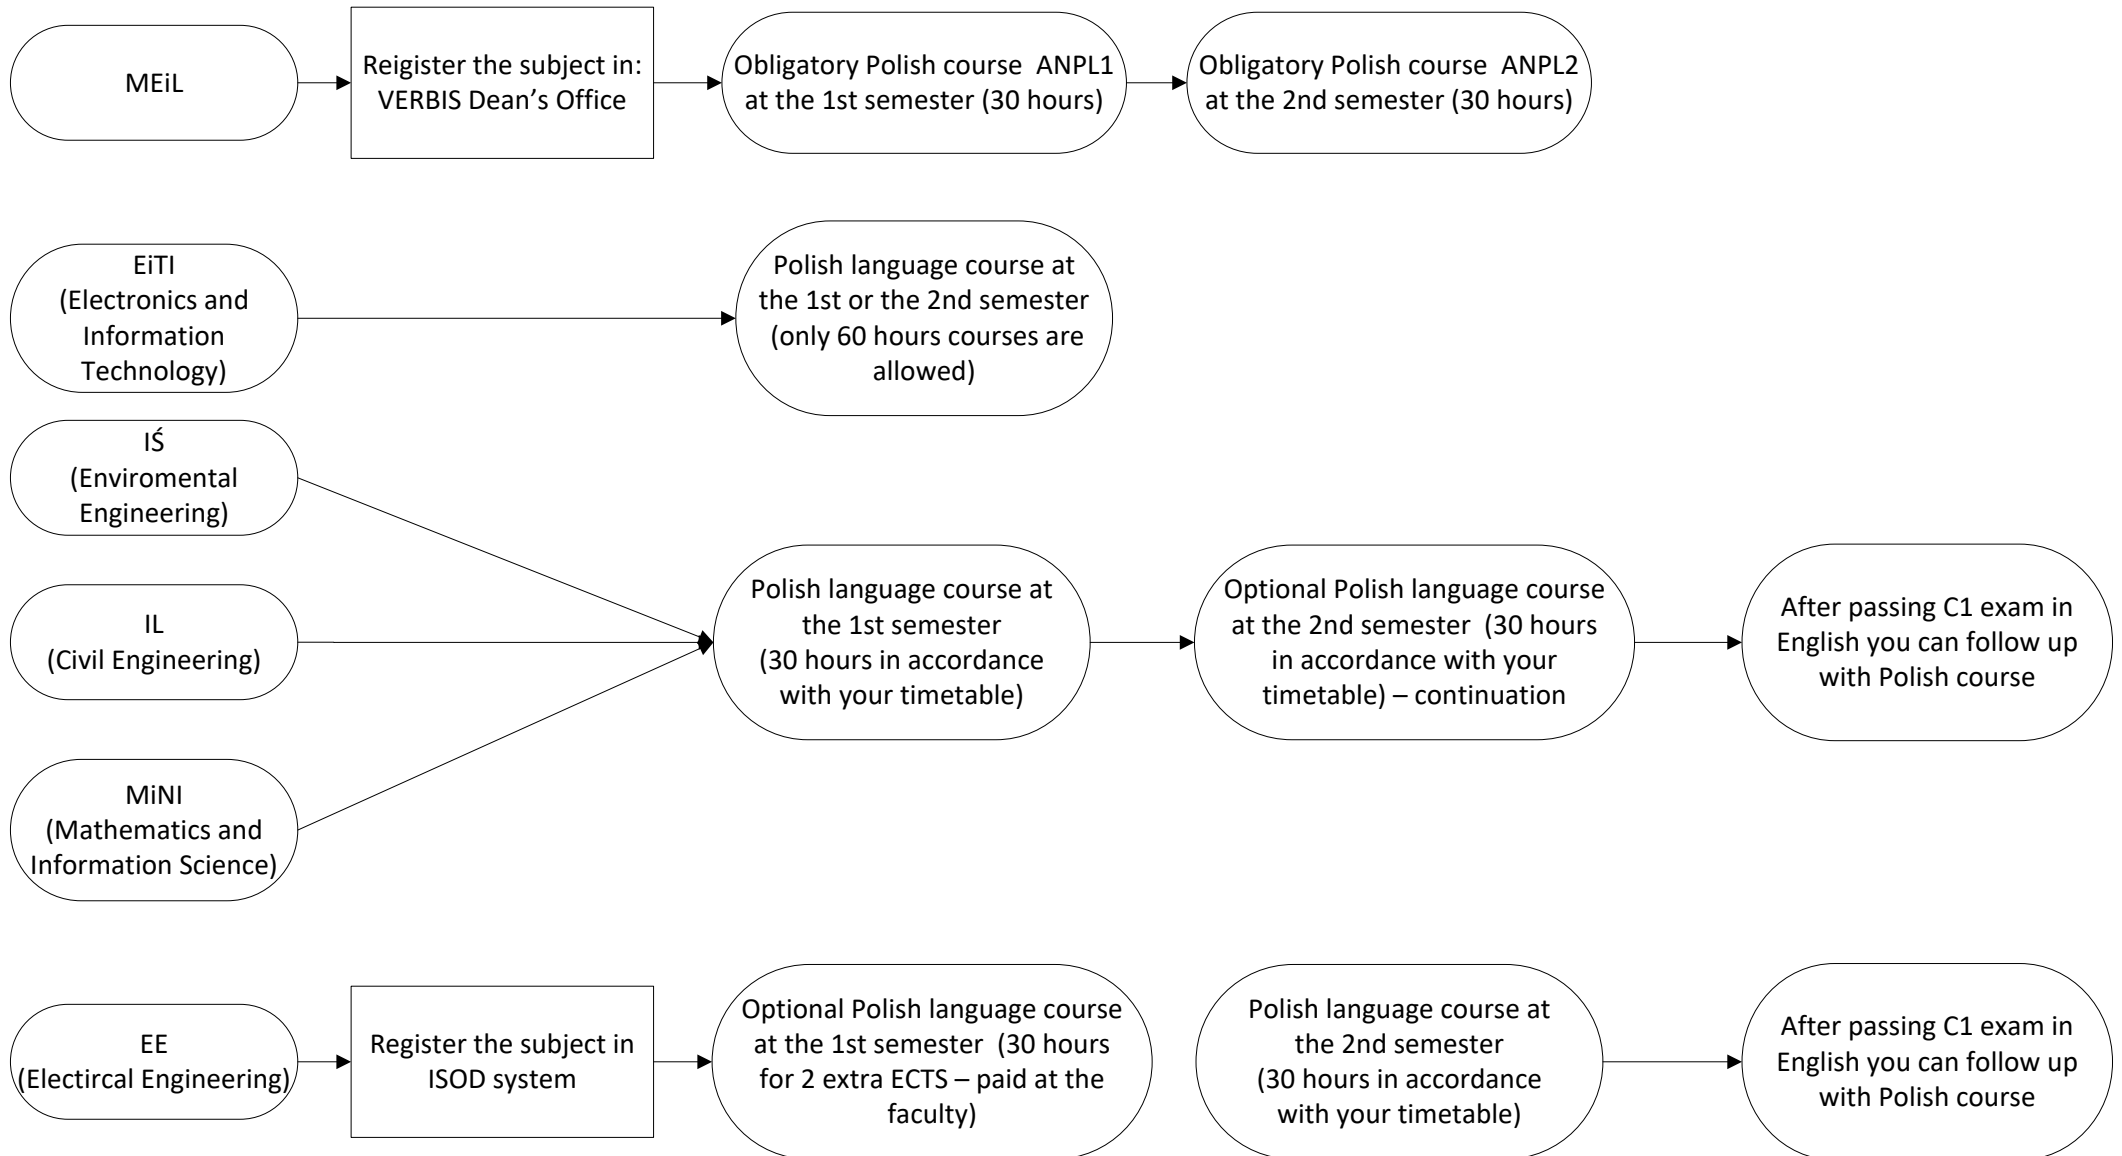 MEiL
Reigister the subject in:
VERBIS Dean’s Office
Obligatory Polish course  ANPL1
at the 1st semester (30 hours)
Obligatory Polish course  ANPL2
at the 2nd semester (30 hours)
EiTI
(Electronics and
Information
Technology)
Polish language course at
the 1st or the 2nd semester
(only 60 hours courses are
allowed)
IŚ
(Enviromental
Engineering)
IL
(Civil Engineering)
MiNI
(Mathematics and
Information Science)
Polish language course at
the 1st semester
(30 hours in accordance
with your timetable)
Optional Polish language course
at the 2nd semester  (30 hours
in accordance with your
timetable) – continuation
After passing C1 exam in
English you can follow up
with Polish course
EE
(Electircal Engineering)
Register the subject in
ISOD system
Optional Polish language course
at the 1st semester  (30 hours
for 2 extra ECTS – paid at the
faculty)
Polish language course at
the 2nd semester
(30 hours in accordance
with your timetable)
After passing C1 exam in
English you can follow up
with Polish course